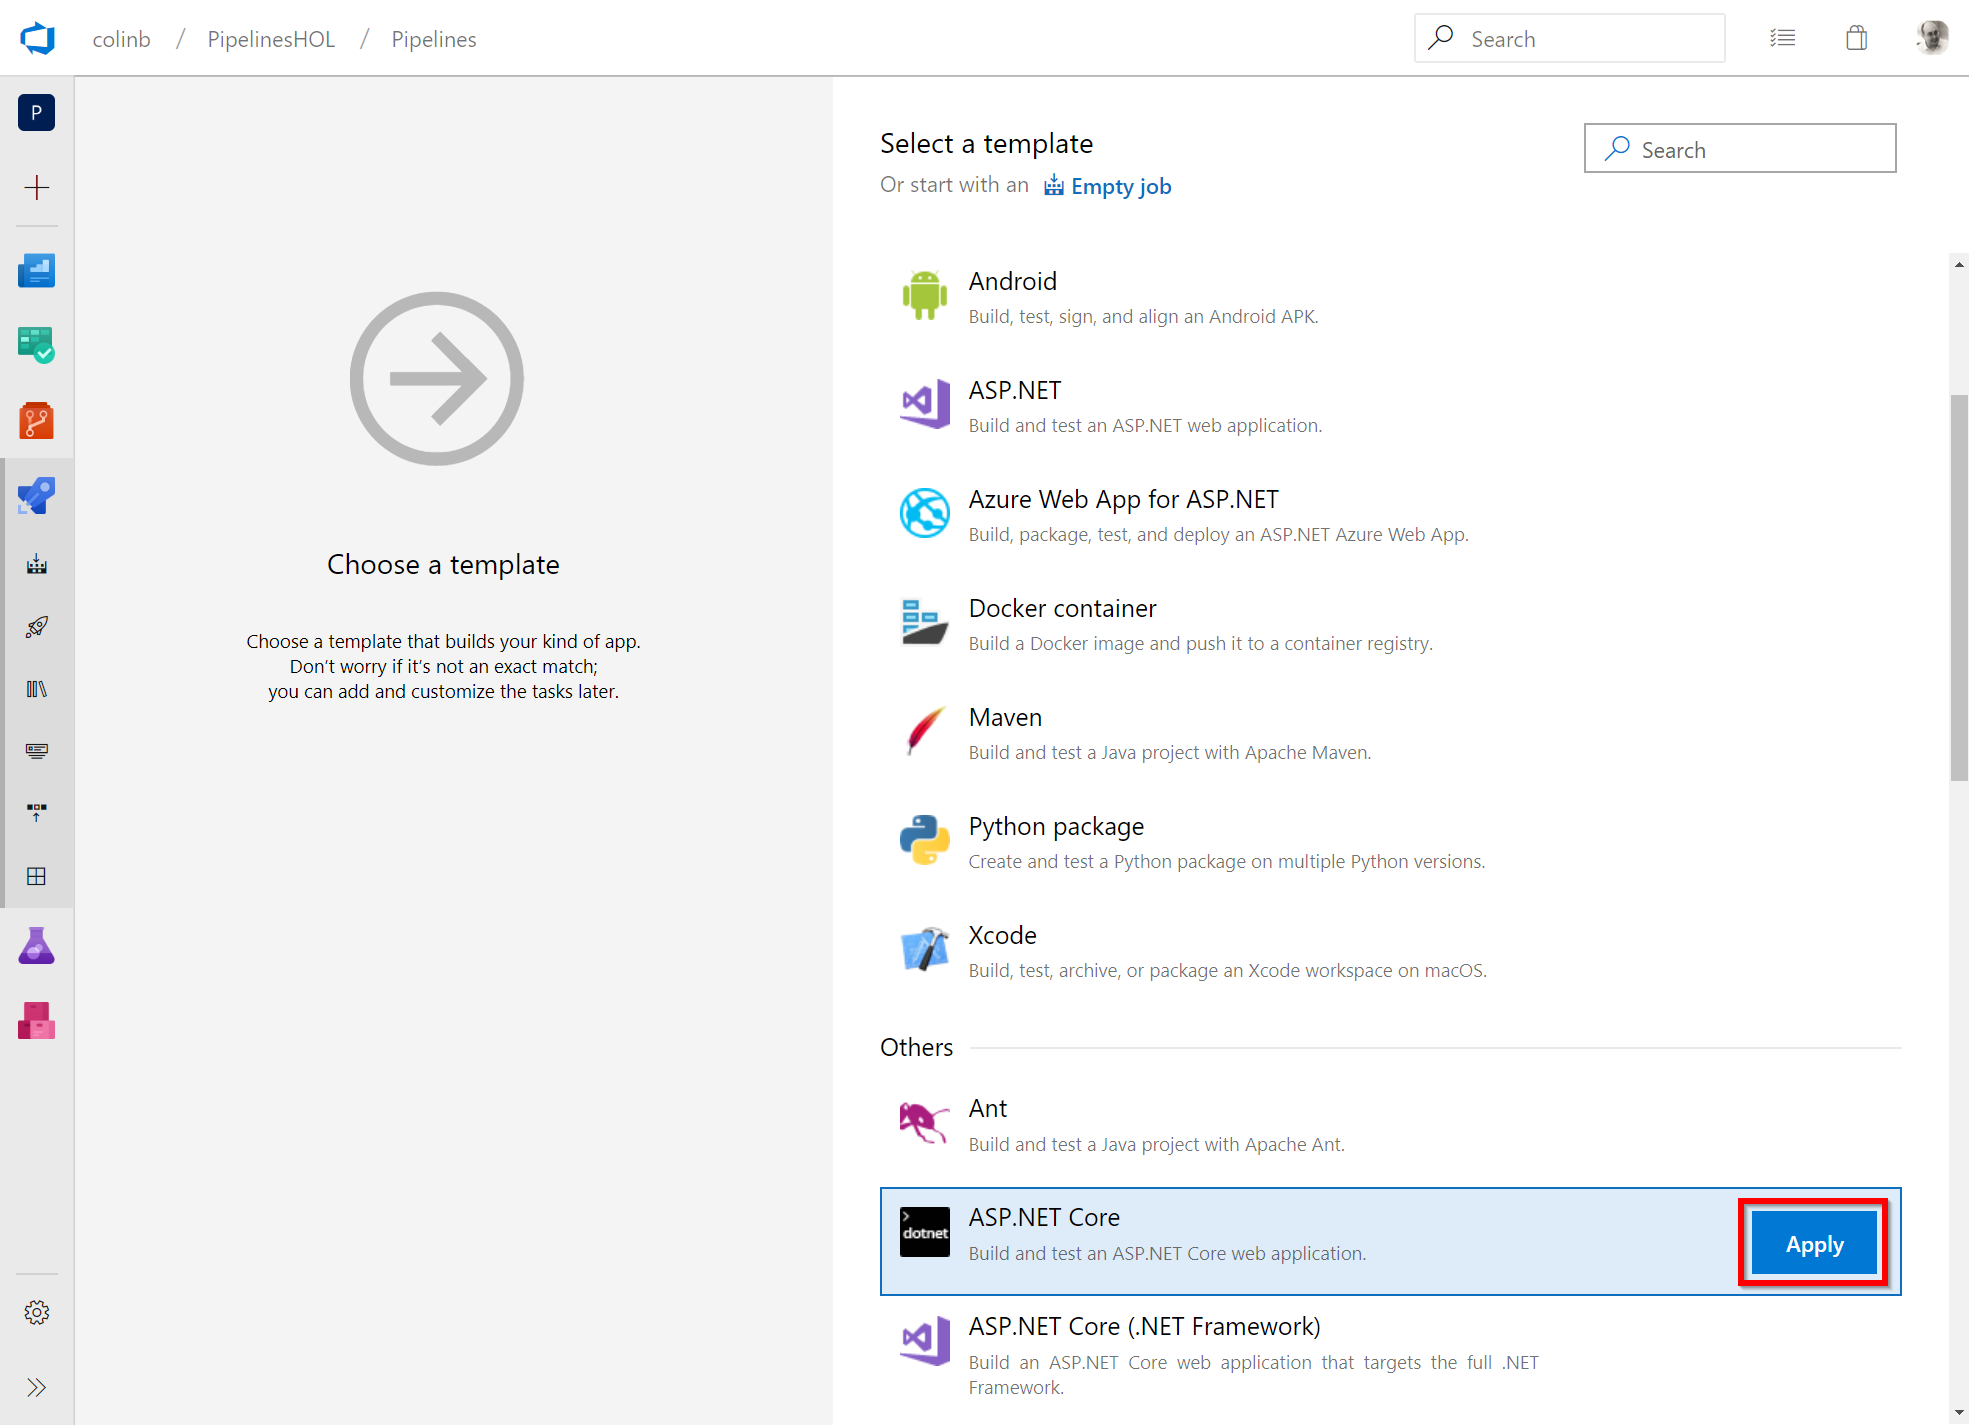 colinb / PipelinesHOL / Pipelines
Search
P
Select a template
Search
Or start with an Empty job
Android
Build, test, sign, and align an Android APK.
ASP.NET
Build and test an ASP.NET web application.
Azure Web App for ASP.NET
Build, package, test, and deploy an ASP.NET Azure Web App.
Docker container
Build a Docker image and push it to a container registry.
Maven
Build and test a Java project with Apache Maven.
Python package
Create and test a Python package on multiple Python versions.
Xcode
Build, test, archive, or package an Xcode workspace on macOS.
Others
Ant
Build and test a Java project with Apache Ant.
dotnet
ASP.NET Core
Build and test an ASP.NET Core web application.
Apply
ASP.NET Core (.NET Framework)
Build an ASP.NET Core web application that targets the full .NET
Framework.
Choose a template
Choose a template that builds your kind of app.
Don't worry if it's not an exact match;
you can add and customize the tasks later.